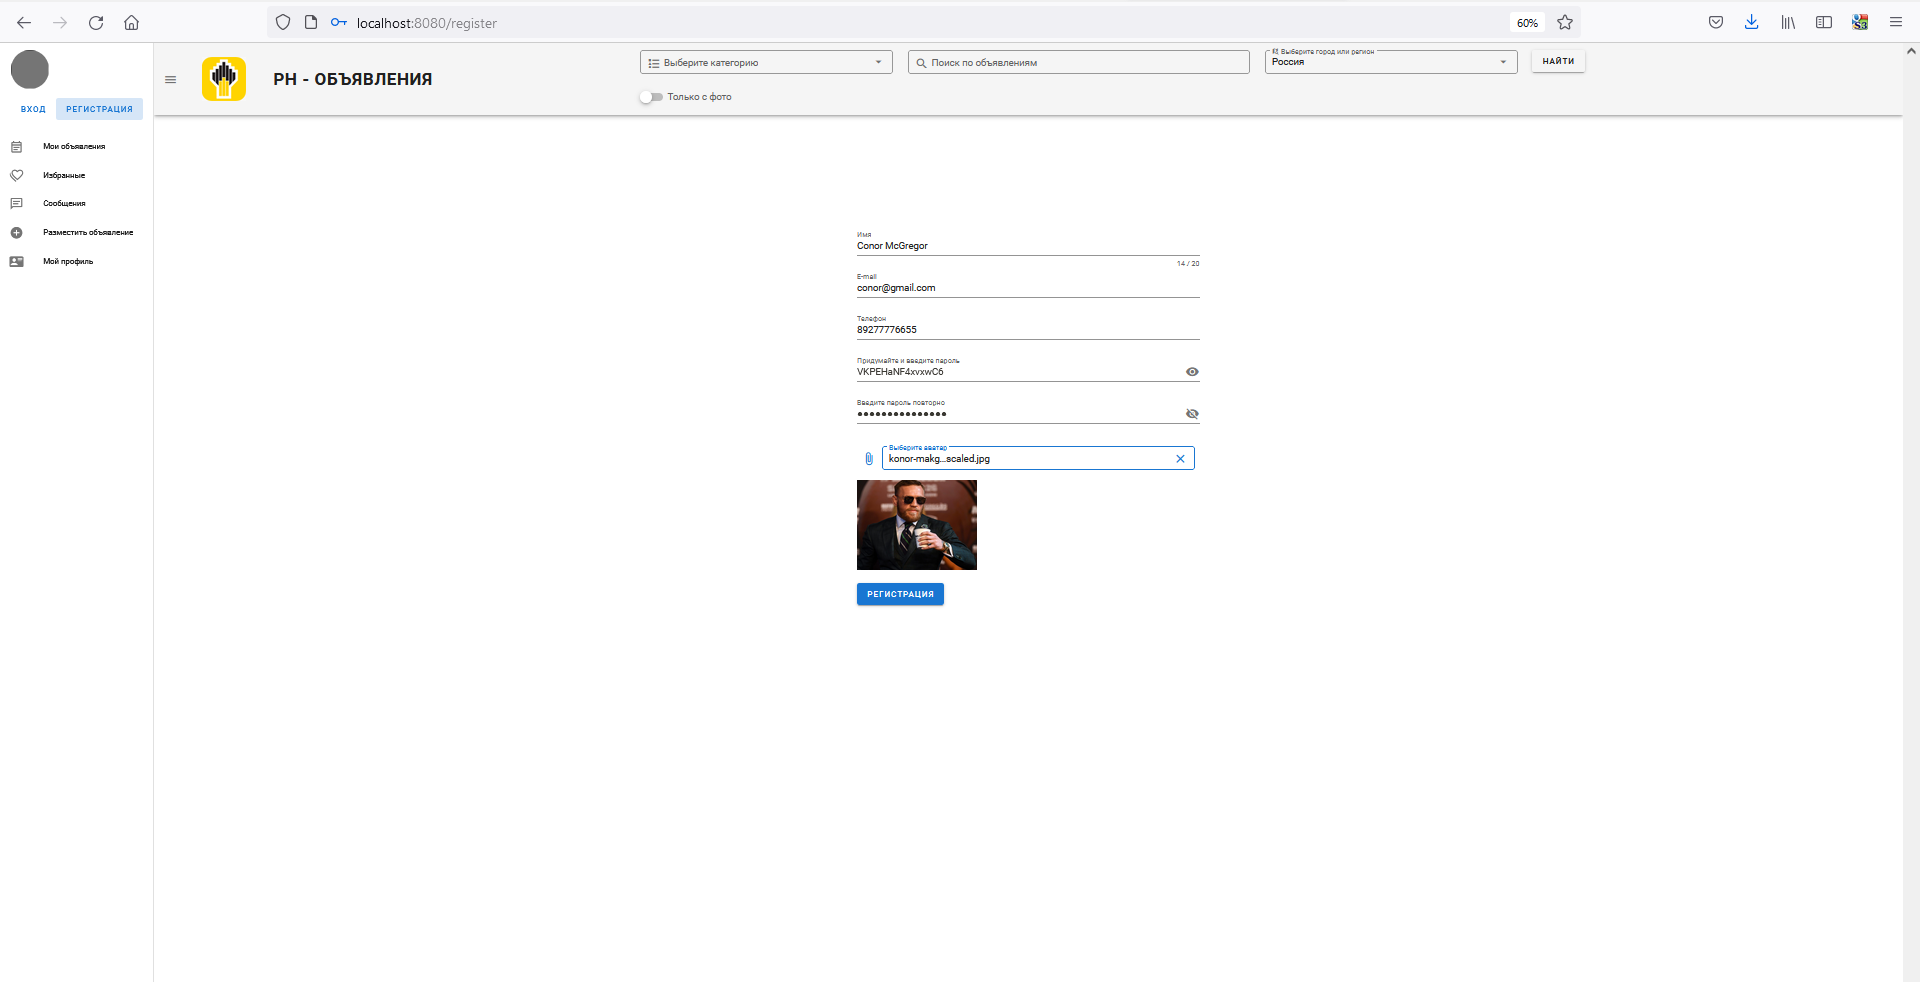 localhost:8080/register
60%
ВХОД
РЕГИСТРАЦИЯ
Мои объявления
Избранные
Сообщения
Разместить объявление
Мой профиль
РН - ОБЪЯВЛЕНИЯ
Выберите категорию
Поиск по объявлениям
Выберите город или регион
Россия
НАЙТИ
Только с фото
Имя
Conor McGregor
14 / 20
E-mail
conor@gmail.com
Телефон
89277776655
Придумайте и введите пароль
VKPEHaNF4xvxwC6
Введите пароль повторно
Выберите аватар
konor-makg…scaled.jpg
РЕГИСТРАЦИЯ